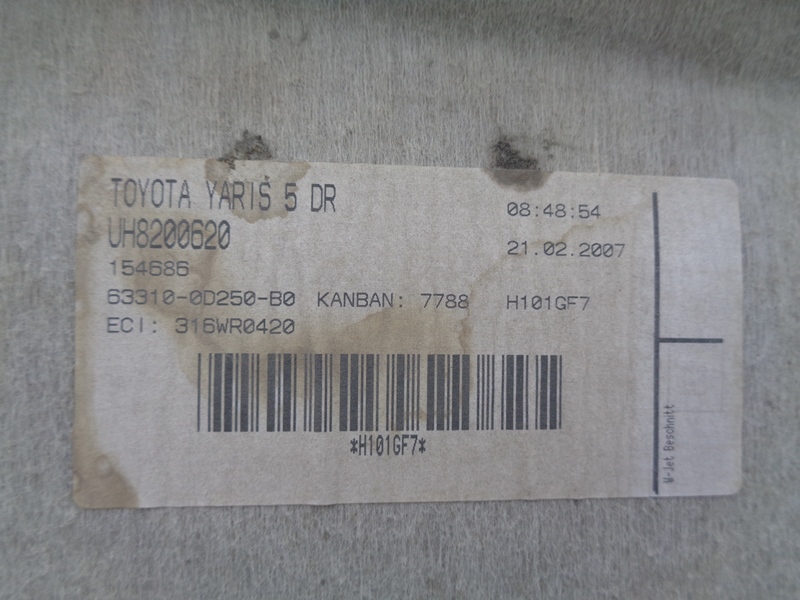 TOYOTA YARIS 5 DR
08:48:54
UH8200620
21.02.2007
154686
63310-0D250-B0 KANBAN: 7788 H101GF7
ECI: 316WR0420
*H101GF7*
W-Jet Beschnitt